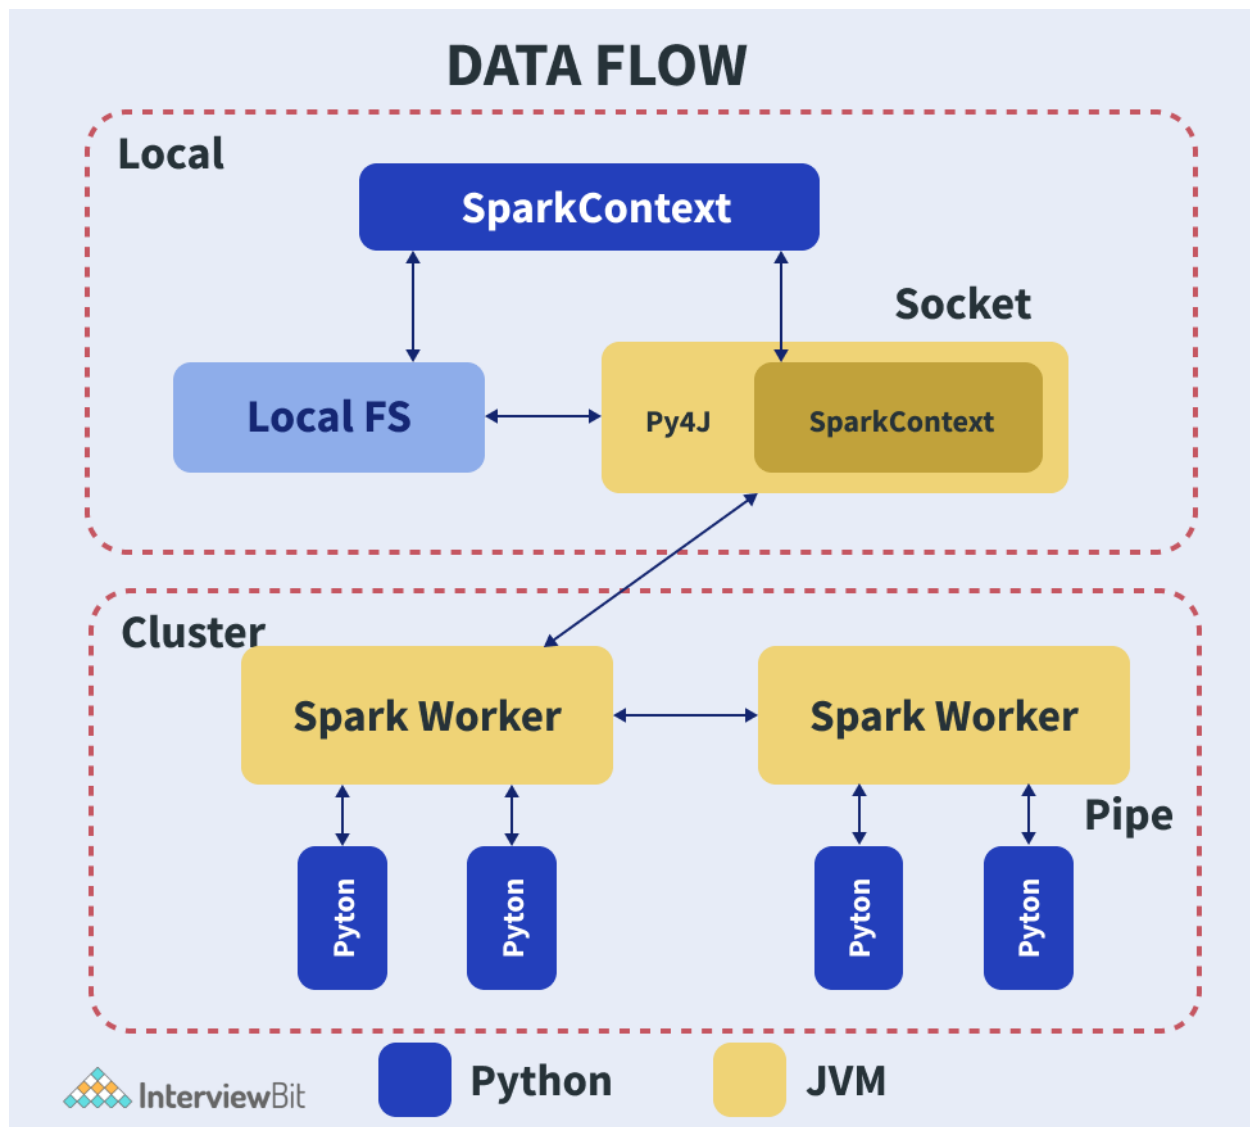 DATA FLOW
Local
SparkContext
Socket
Local FS
Py4J
SparkContext
Cluster
Spark Worker
Spark Worker
Pipe
Pyton
Pyton
Pyton
Pyton
InterviewBit
Python
JVM